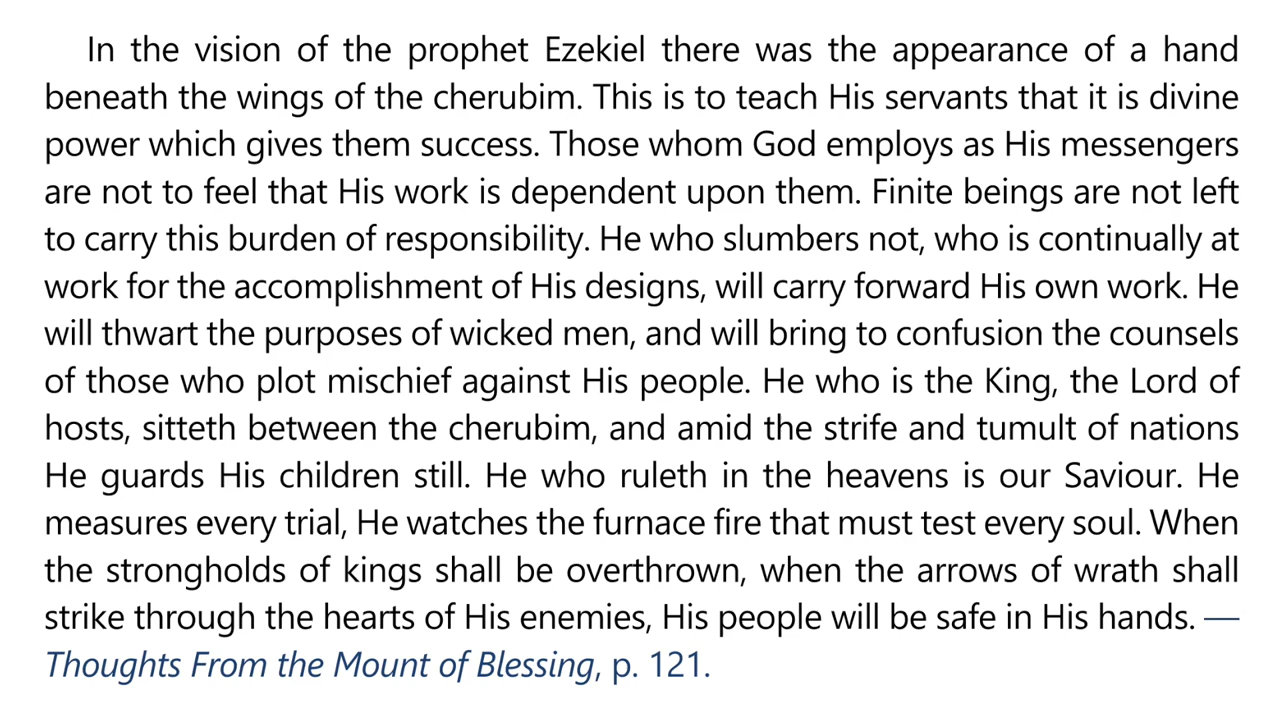 In the vision of the prophet Ezekiel there was the appearance of a hand
beneath the wings of the cherubim. This is to teach His servants that it is divine
power which gives them success. Those whom God employs as His messengers
are not to feel that His work is dependent upon them. Finite beings are not left
to carry this burden of responsibility. He who slumbers not, who is continually at
work for the accomplishment of His designs, will carry forward His own work. He
will thwart the purposes of wicked men, and will bring to confusion the counsels
of those who plot mischief against His people. He who is the King, the Lord of
hosts, sitteth between the cherubim, and amid the strife and tumult of nations
He guards His children still. He who ruleth in the heavens is our Saviour. He
measures every trial, He watches the furnace fire that must test every soul. When
the strongholds of kings shall be overthrown, when the arrows of wrath shall
strike through the hearts of His enemies, His people will be safe in His hands. —
Thoughts From the Mount of Blessing, p. 121.